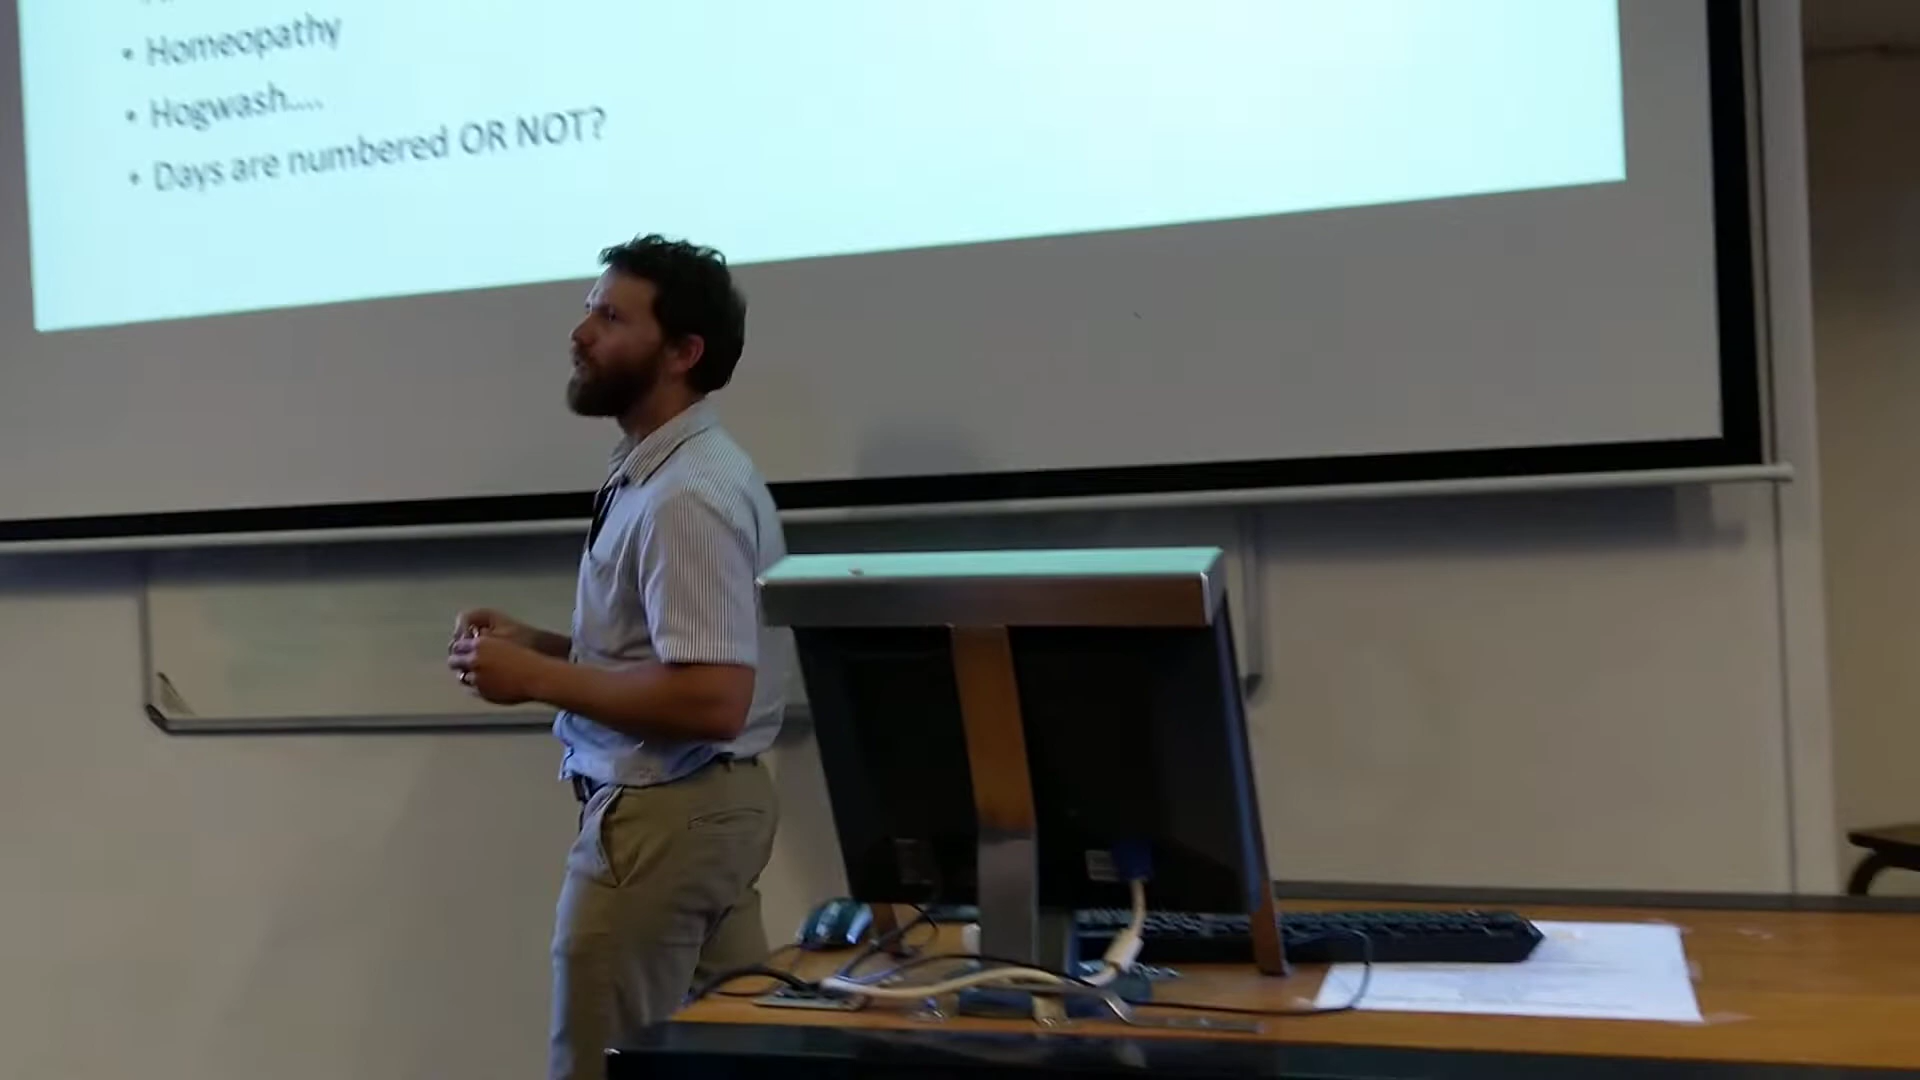 • Homeopathy
• Hogwash....
• Days are numbered OR NOT?